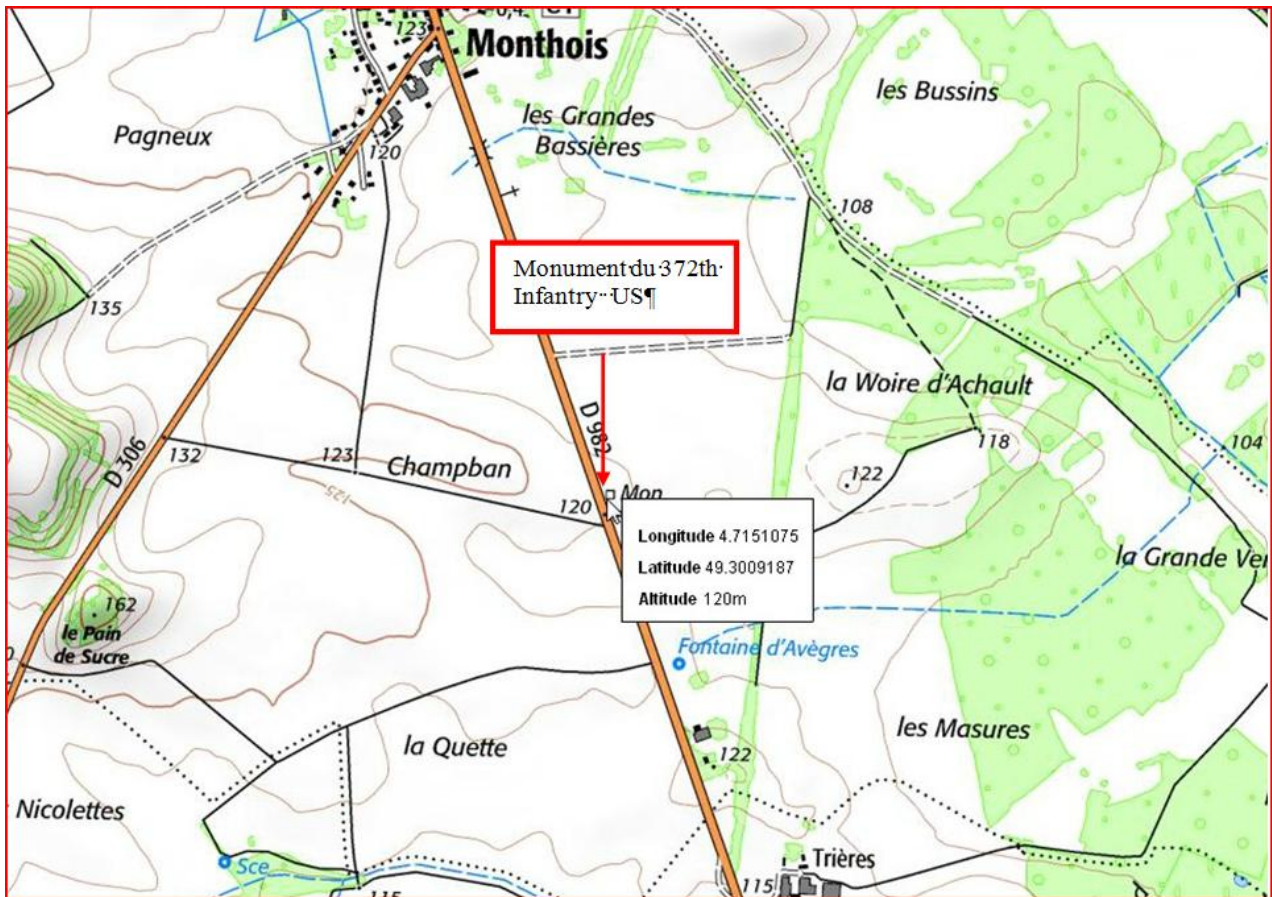 123
Monthois
les Bussins
les Grandes
Bassières
Pagneux
120
108
Monument·du·372th·
Infantry··US¶
135
la Woire d'Achault
D 982
118
D 306
132
123
Champban
122
104
125
120
Mon
Longitude 4.7151075
Latitude 49.3009187
Altitude 120m
la Grande Ver
162
le Pain
de Sucre
Fontaine d'Avègres
la Quette
les Masures
122
Nicolettes
Sce
Trières
115
115